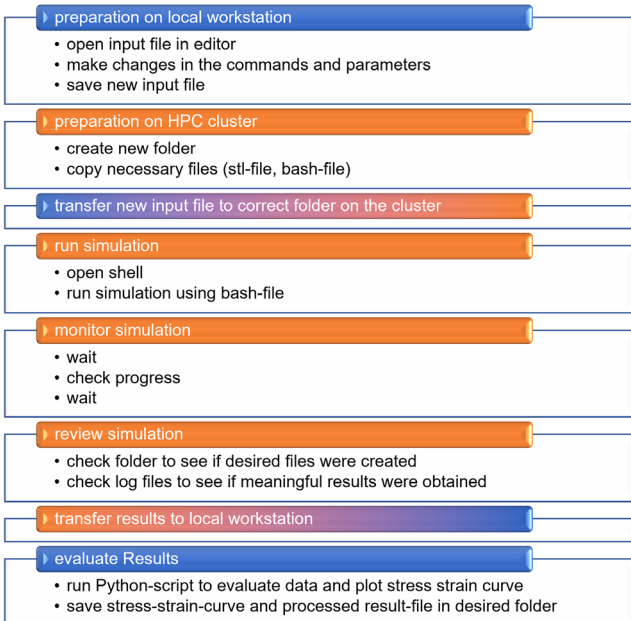 preparation on local workstation
• open input file in editor
• make changes in the commands and parameters
• save new input file
preparation on HPC cluster
• create new folder
• copy necessary files (stl-file, bash-file)
transfer new input file to correct folder on the cluster
run simulation
• open shell
• run simulation using bash-file
monitor simulation
• wait
• check progress
• wait
review simulation
• check folder to see if desired files were created
• check log files to see if meaningful results were obtained
transfer results to local workstation
evaluate Results
• run Python-script to evaluate data and plot stress strain curve
• save stress-strain-curve and processed result-file in desired folder